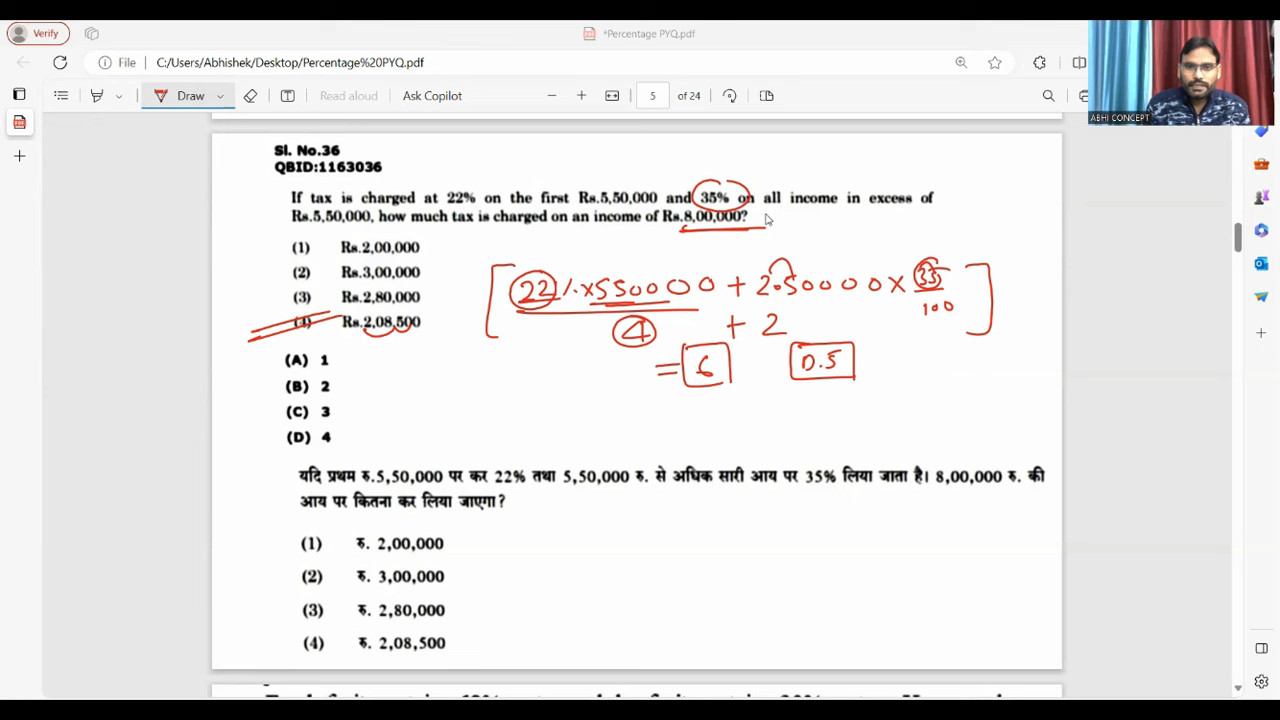 Verify
*Percentage PYQ.pdf
File
C:/Users/Abhishek/Desktop/Percentage%20PYQ.pdf
Draw
Read aloud
Ask Copilot
5
of 24
ABHI CONCEPT
Sl. No.36
QBID:1163036
If tax is charged at 22% on the first Rs.5,50,000 and 35% on all income in excess of
Rs.5,50,000, how much tax is charged on an income of Rs.8,00,000?
(1) Rs.2,00,000
(2) Rs.3,00,000
(3) Rs.2,80,000
(4) Rs.2,08,500
[22% × 550000 + 2.50000 × 35/100]
4 + 2
= 6 0.5
(A) 1
(B) 2
(C) 3
(D) 4
यदि प्रथम रु.5,50,000 पर कर 22% तथा 5,50,000 रु. से अधिक सारी आय पर 35% लिया जाता है। 8,00,000 रु. की
आय पर कितना कर लिया जाएगा?
(1) रु. 2,00,000
(2) रु. 3,00,000
(3) रु. 2,80,000
(4) रु. 2,08,500